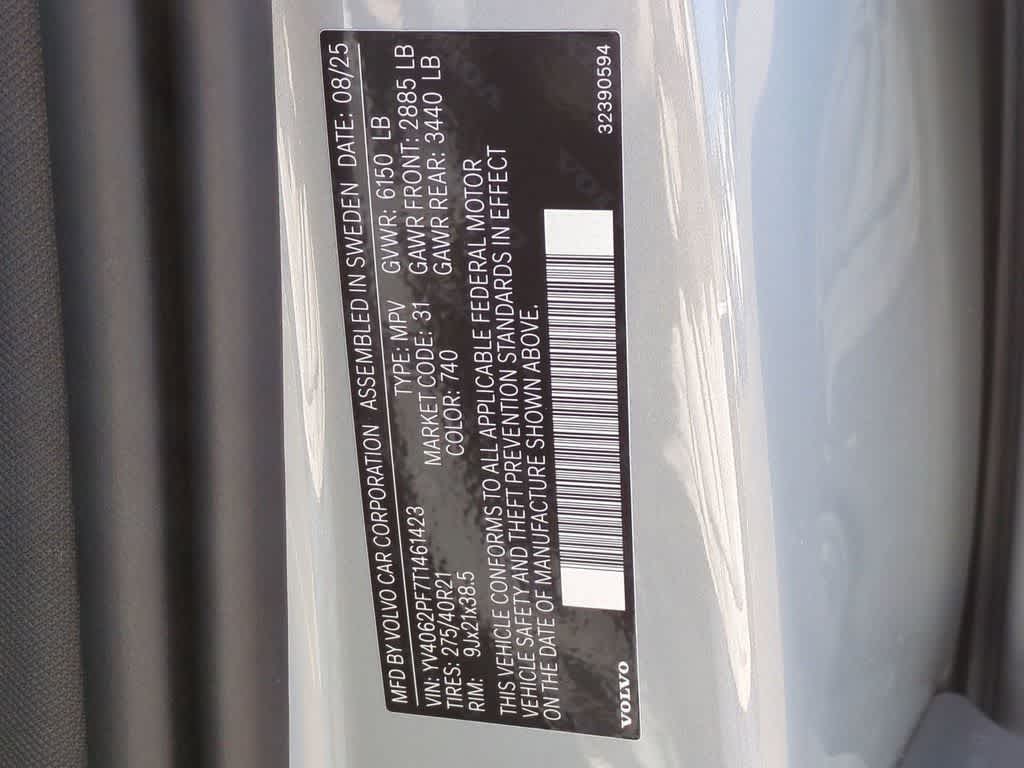 MFD BY VOLVO CAR CORPORATION ASSEMBLED IN SWEDEN DATE: 08/25
VIN: YV4062PF7T1461423 TYPE: MPV GVWR: 6150 LB
TIRES: 275/40R21 MARKET CODE: 31 GAWR FRONT: 2885 LB
RIM: 9Jx21x38.5 COLOR: 740 GAWR REAR: 3440 LB
THIS VEHICLE CONFORMS TO ALL APPLICABLE FEDERAL MOTOR
VEHICLE SAFETY AND THEFT PREVENTION STANDARDS IN EFFECT
ON THE DATE OF MANUFACTURE SHOWN ABOVE.
VOLVO 32390594